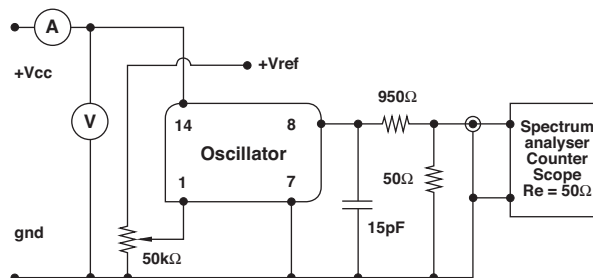 A
+Vcc
+Vref
V
14
8
Oscillator
1
7
950Ω
50Ω
15pF
50kΩ
gnd
Spectrum
analyser
Counter
Scope
Re = 50Ω